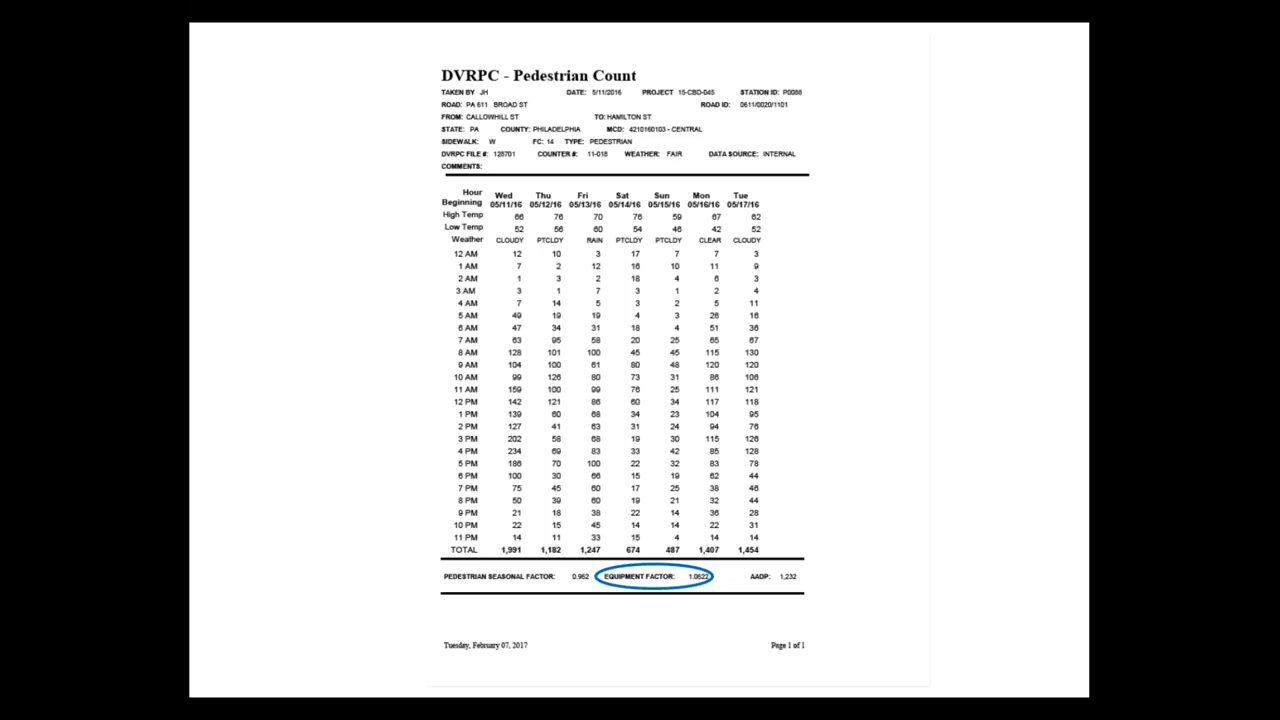 DVRPC - Pedestrian Count
TAKEN BY JH DATE: 5/11/2016 PROJECT 15-CBD-045 STATION ID: P0088
ROAD: PA 611 BROAD ST ROAD ID: 0611/0020/1101
FROM: CALLOWHILL ST TO: HAMILTON ST
STATE: PA COUNTY: PHILADELPHIA MCD: 4210160103 - CENTRAL
SIDEWALK: W FC: 14 TYPE: PEDESTRIAN
DVRPC FILE #: 128701 COUNTER #: 11-018 WEATHER: FAIR DATA SOURCE: INTERNAL
COMMENTS:
Hour Beginning Wed 05/11/16 Thu 05/12/16 Fri 05/13/16 Sat 05/14/16 Sun 05/15/16 Mon 05/16/16 Tue 05/17/16
High Temp 66 76 70 76 59 67 62
Low Temp 52 56 60 54 46 42 52
Weather CLOUDY PTCLDY RAIN PTCLDY PTCLDY CLEAR CLOUDY
12 AM 12 10 3 17 7 7 3
1 AM 7 2 12 16 10 11 9
2 AM 1 3 2 18 4 6 3
3 AM 3 1 7 3 1 2 4
4 AM 7 14 5 3 2 5 11
5 AM 49 19 19 4 3 26 16
6 AM 47 34 31 18 4 51 36
7 AM 63 95 58 20 25 65 67
8 AM 128 101 100 45 45 115 130
9 AM 104 100 61 80 48 120 120
10 AM 99 126 80 73 31 86 106
11 AM 159 100 99 76 25 111 121
12 PM 142 121 86 60 34 117 118
1 PM 139 60 68 34 23 104 95
2 PM 127 41 63 31 24 94 76
3 PM 202 58 68 19 30 115 126
4 PM 234 69 83 33 42 85 128
5 PM 186 70 100 22 32 83 78
6 PM 100 30 66 15 19 62 44
7 PM 75 45 60 17 25 38 46
8 PM 50 39 60 19 21 32 44
9 PM 21 18 38 22 14 36 28
10 PM 22 15 45 14 14 22 31
11 PM 14 11 33 15 4 14 14
TOTAL 1,991 1,182 1,247 674 487 1,407 1,454
PEDESTRIAN SEASONAL FACTOR: 0.962 EQUIPMENT FACTOR: 1.0622 AADP: 1,232
Tuesday, February 07, 2017 Page 1 of 1